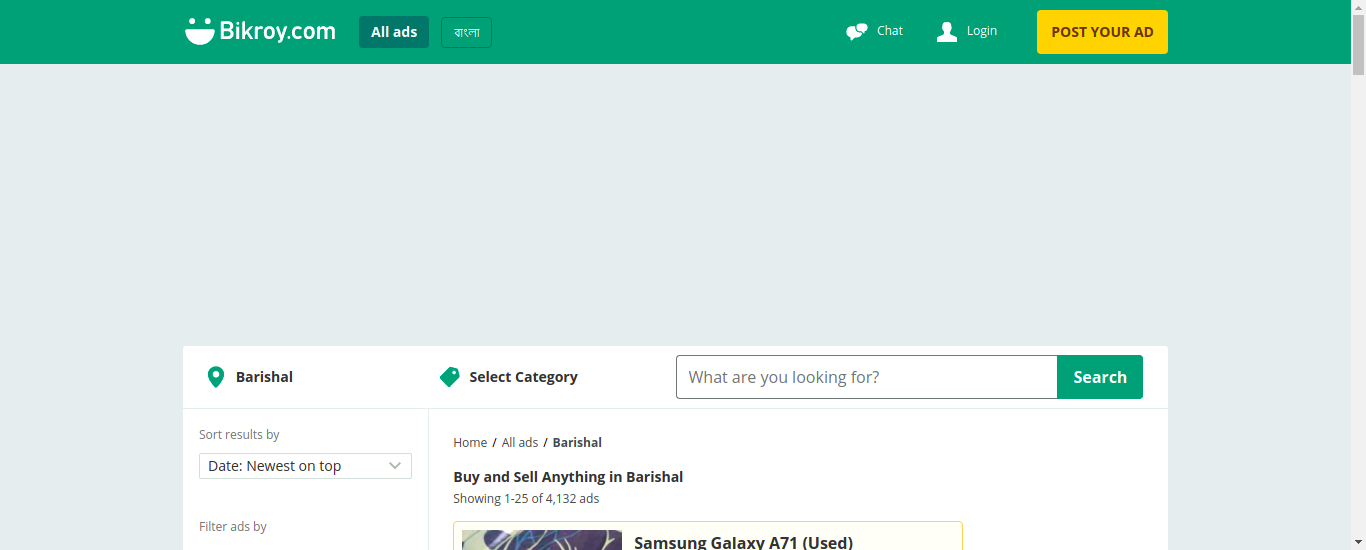 Bikroy.com
All ads
বাংলা
Chat
Login
POST YOUR AD
Barishal
Select Category
What are you looking for?
Search
Sort results by
Date: Newest on top
Filter ads by
Home / All ads / Barishal
Buy and Sell Anything in Barishal
Showing 1-25 of 4,132 ads
Samsung Galaxy A71 (Used)